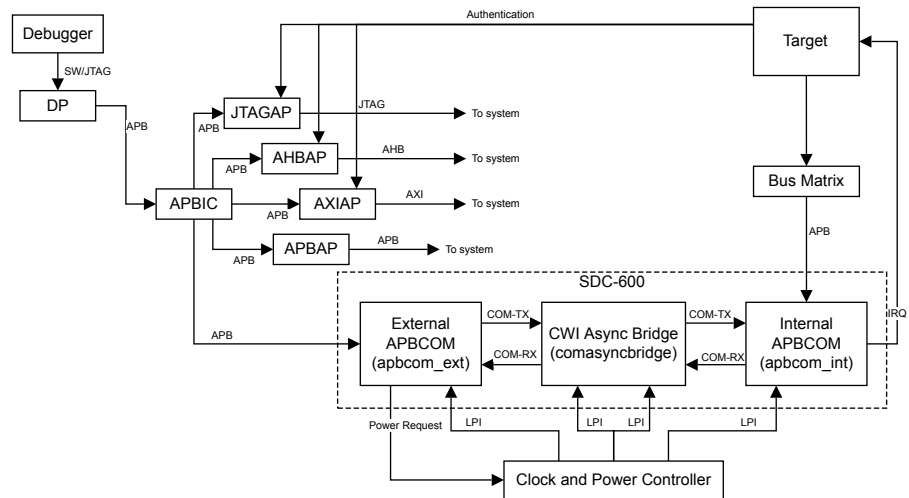 Authentication
Debugger
Target
SW/JTAG
DP
JTAGAP
JTAG
To system
APB
APB
AHBAP
AHB
To system
APB
Bus Matrix
APBIC
AXIAP
AXI
To system
APB
APBAP
APB
To system
APB
APB
SDC-600
External
APBCOM
(apbcom_ext)
COM-TX
COM-RX
CWI Async Bridge
(comasyncbridge)
COM-TX
COM-RX
Internal
APBCOM
(apbcom_int)
IRQ
APB
Power Request
LPI
LPI
LPI
LPI
Clock and Power Controller